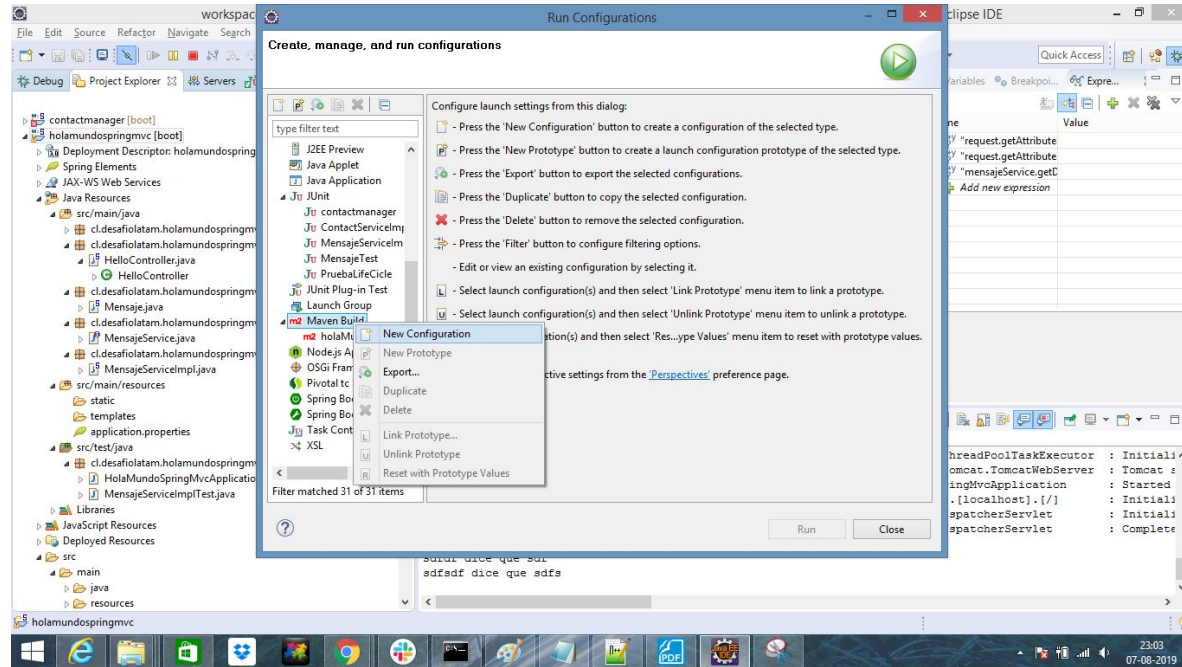 workspac
Run Configurations
clipse IDE
File Edit Source Refactor Navigate Search
Quick Access
Debug Project Explorer Servers
Variables Breakpoi... Expre...
contactmanager [boot]
holamundospringmvc [boot]
Deployment Descriptor: holamundospring
Spring Elements
JAX-WS Web Services
Java Resources
src/main/java
cl.desafiolatam.holamundospringm
cl.desafiolatam.holamundospringm
HelloController.java
HelloController
cl.desafiolatam.holamundospringm
Mensaje.java
cl.desafiolatam.holamundospringm
MensajeService.java
cl.desafiolatam.holamundospringm
MensajeServiceImpl.java
src/main/resources
static
templates
application.properties
src/test/java
cl.desafiolatam.holamundospringm
HolaMundoSpringMvcApplicatio
MensajeServiceImplTest.java
Libraries
JavaScript Resources
Deployed Resources
src
main
java
resources
holamundospringmvc
Create, manage, and run configurations
type filter text
J2EE Preview
Java Applet
Java Application
JUnit
contactmanager
ContactServiceImp
MensajeServiceIm
MensajeTest
PruebaLifeCicle
JUnit Plug-in Test
Launch Group
Maven Build
holaMu
Node.js A
OSGi Fram
Pivotal tc
Spring Bo
Spring Bo
Task Cont
XSL
Filter matched 31 of 31 items
Configure launch settings from this dialog:
- Press the 'New Configuration' button to create a configuration of the selected type.
- Press the 'New Prototype' button to create a launch configuration prototype of the selected type.
- Press the 'Export' button to export the selected configurations.
- Press the 'Duplicate' button to copy the selected configuration.
- Press the 'Delete' button to remove the selected configuration.
- Press the 'Filter' button to configure filtering options.
- Edit or view an existing configuration by selecting it.
- Select launch configuration(s) and then select 'Link Prototype' menu item to link a prototype.
- Select launch configuration(s) and then select 'Unlink Prototype' menu item to unlink a prototype.
ation(s) and then select 'Res...ype Values' menu item to reset with prototype values.
ctive settings from the 'Perspectives' preference page.
New Configuration
New Prototype
Export...
Duplicate
Delete
Link Prototype...
Unlink Prototype
Reset with Prototype Values
Run Close
ne Value
"request.getAttribute
"request.getAttribute
"mensajeService.getD
Add new expression
hreadPoolTaskExecutor : Initiali
omcat.TomcatWebServer : Tomcat s
ingMvcApplication : Started
.[localhost].[/] : Initiali
spatcherServlet : Initiali
spatcherServlet : Complete
dice que
sdfsdf dice que sdfs
23:03
07-08-2019